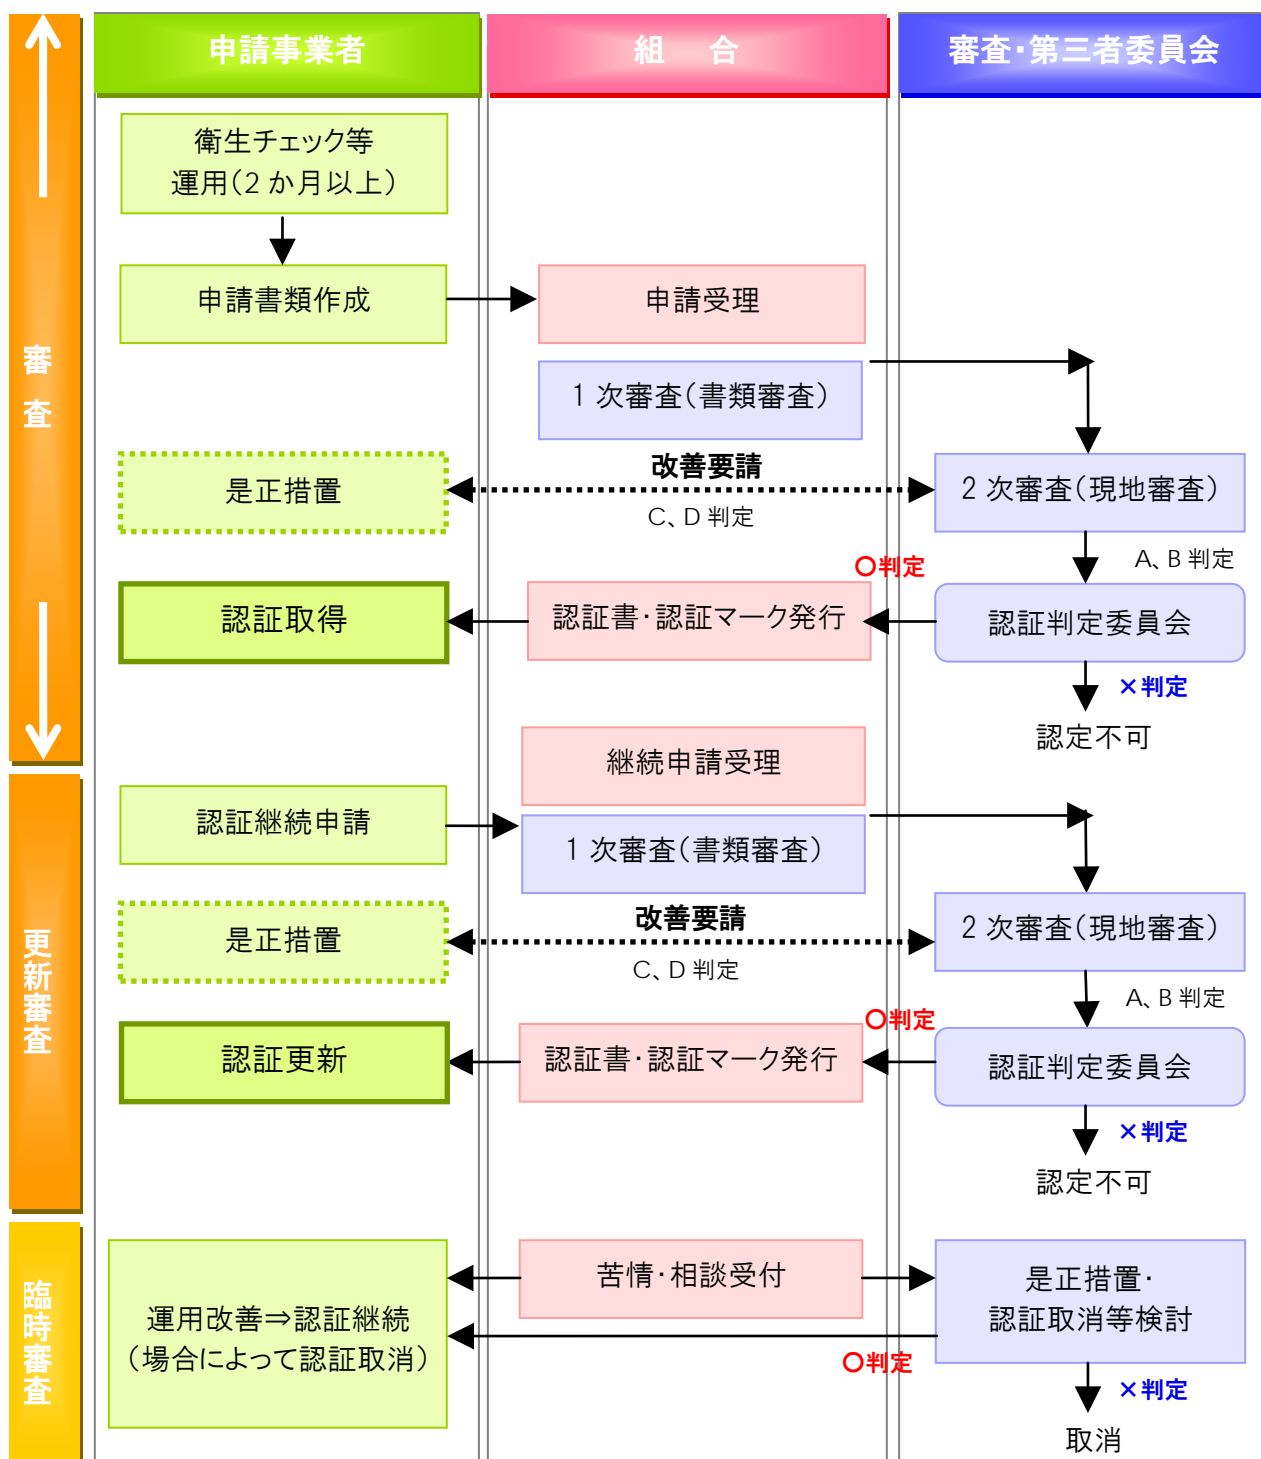 申請事業者
組　合
審査・第三者委員会
審査
衛生チェック等
運用(2か月以上)
申請書類作成
申請受理
1次審査(書類審査)
是正措置
改善要請
C、D判定
2次審査(現地審査)
A、B判定
〇判定
認証取得
認証書・認証マーク発行
認証判定委員会
×判定
認定不可
更新審査
継続申請受理
認証継続申請
1次審査(書類審査)
是正措置
改善要請
C、D判定
2次審査(現地審査)
A、B判定
〇判定
認証更新
認証書・認証マーク発行
認証判定委員会
×判定
認定不可
臨時審査
苦情・相談受付
是正措置・
認証取消等検討
運用改善⇒認証継続
(場合によって認証取消)
〇判定
×判定
取消